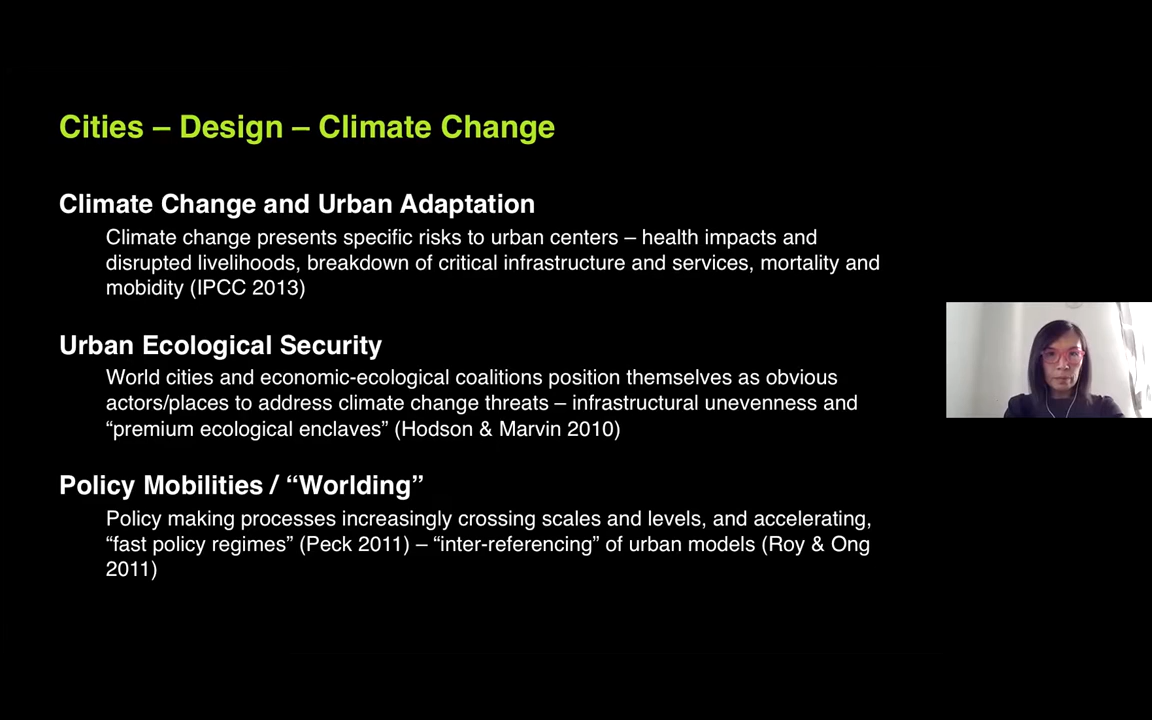 Cities – Design – Climate Change
Climate Change and Urban Adaptation
Climate change presents specific risks to urban centers – health impacts and
disrupted livelihoods, breakdown of critical infrastructure and services, mortality and
mobidity (IPCC 2013)
Urban Ecological Security
World cities and economic-ecological coalitions position themselves as obvious
actors/places to address climate change threats – infrastructural unevenness and
“premium ecological enclaves” (Hodson & Marvin 2010)
Policy Mobilities / “Worlding”
Policy making processes increasingly crossing scales and levels, and accelerating,
“fast policy regimes” (Peck 2011) – “inter-referencing” of urban models (Roy & Ong
2011)